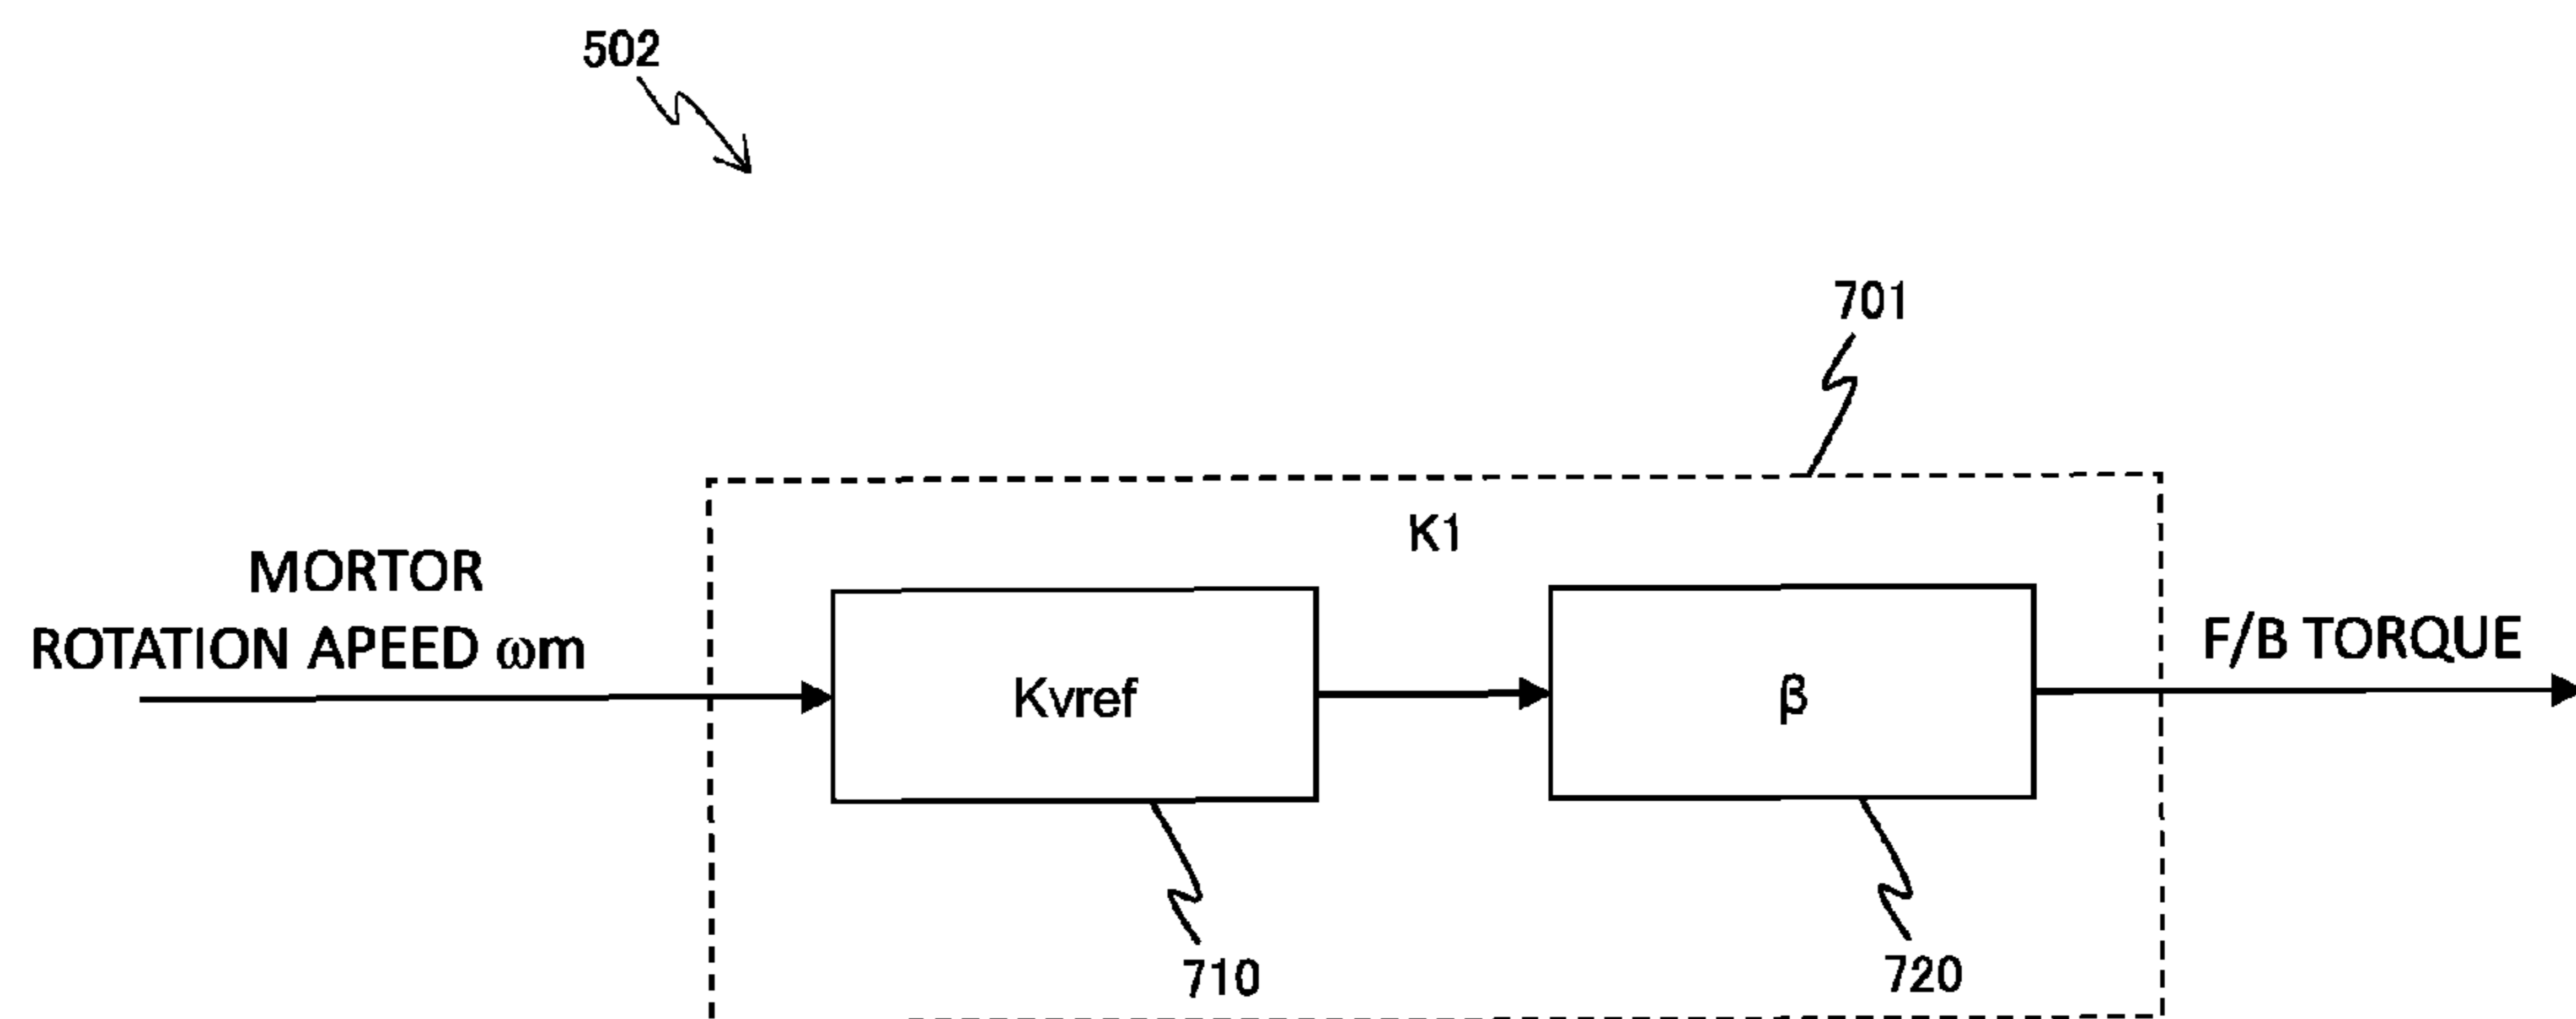 502
701
K1
MORTOR
ROTATION APEED ωm
Kvref
β
F/B TORQUE
710
720